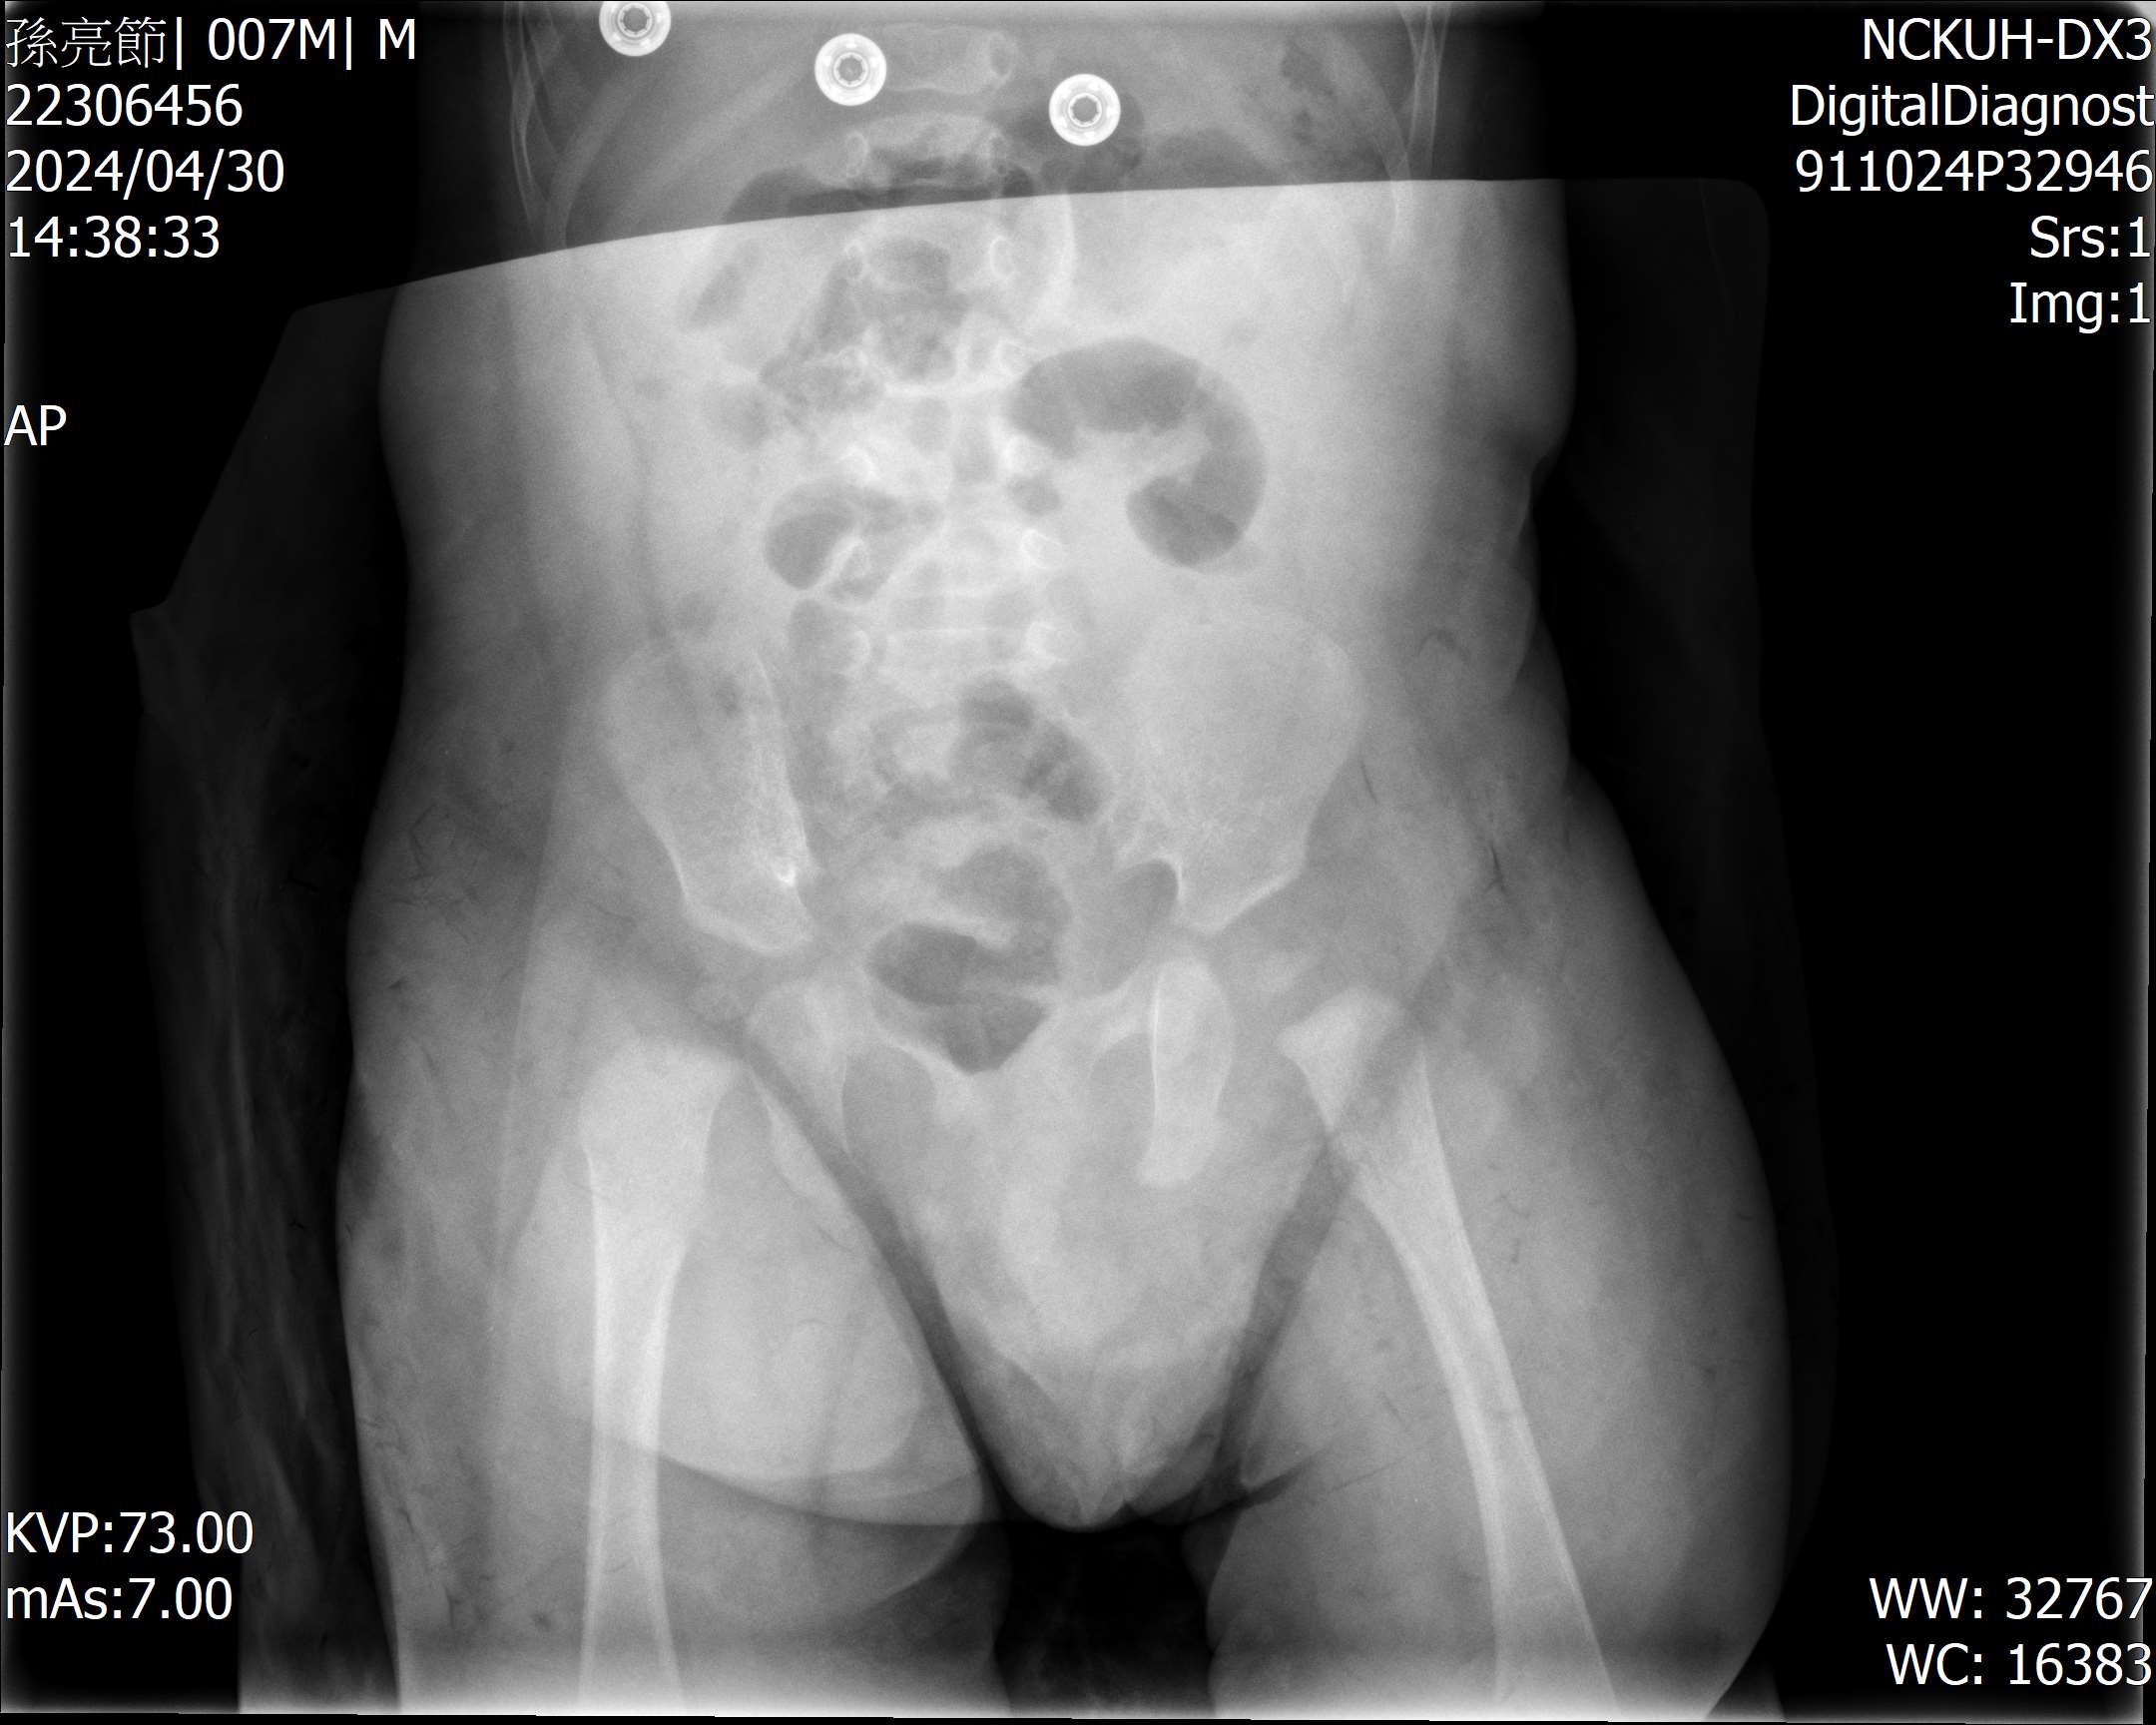 孫亮節| 007M| M
22306456
2024/04/30
14:38:33
AP
KVP:73.00
mAs:7.00
NCKUH-DX3
DigitalDiagnost
911024P32946
Srs:1
Img:1
WW: 32767
WC: 16383